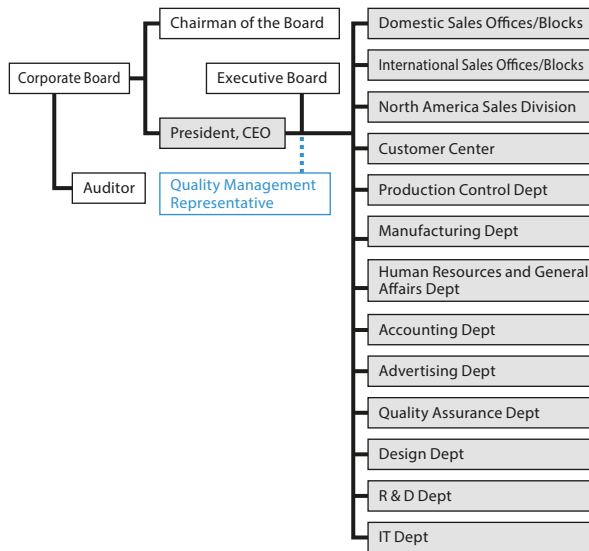 Chairman of the Board
Corporate Board
Executive Board
President, CEO
Auditor
Quality Management
Representative
Domestic Sales Offices/Blocks
International Sales Offices/Blocks
North America Sales Division
Customer Center
Production Control Dept
Manufacturing Dept
Human Resources and General
Affairs Dept
Accounting Dept
Advertising Dept
Quality Assurance Dept
Design Dept
R & D Dept
IT Dept